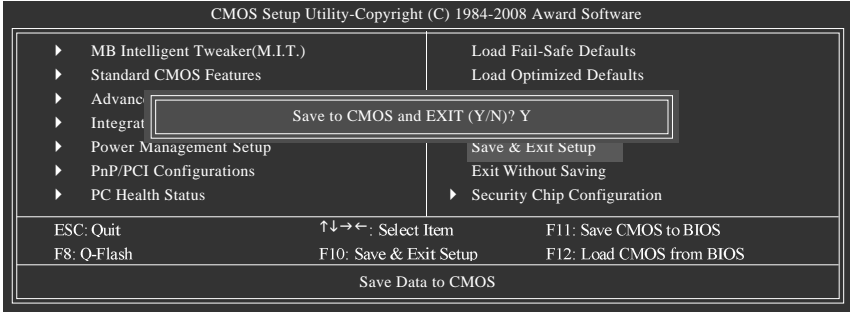 CMOS Setup Utility-Copyright (C) 1984-2008 Award Software
MB Intelligent Tweaker(M.I.T.)
Standard CMOS Features
Advanc
Integrat
Power Management Setup
PnP/PCI Configurations
PC Health Status
Load Fail-Safe Defaults
Load Optimized Defaults
Save & Exit Setup
Exit Without Saving
Security Chip Configuration
Save to CMOS and EXIT (Y/N)? Y
ESC: Quit
↑↓→←: Select Item
F11: Save CMOS to BIOS
F8: Q-Flash
F10: Save & Exit Setup
F12: Load CMOS from BIOS
Save Data to CMOS